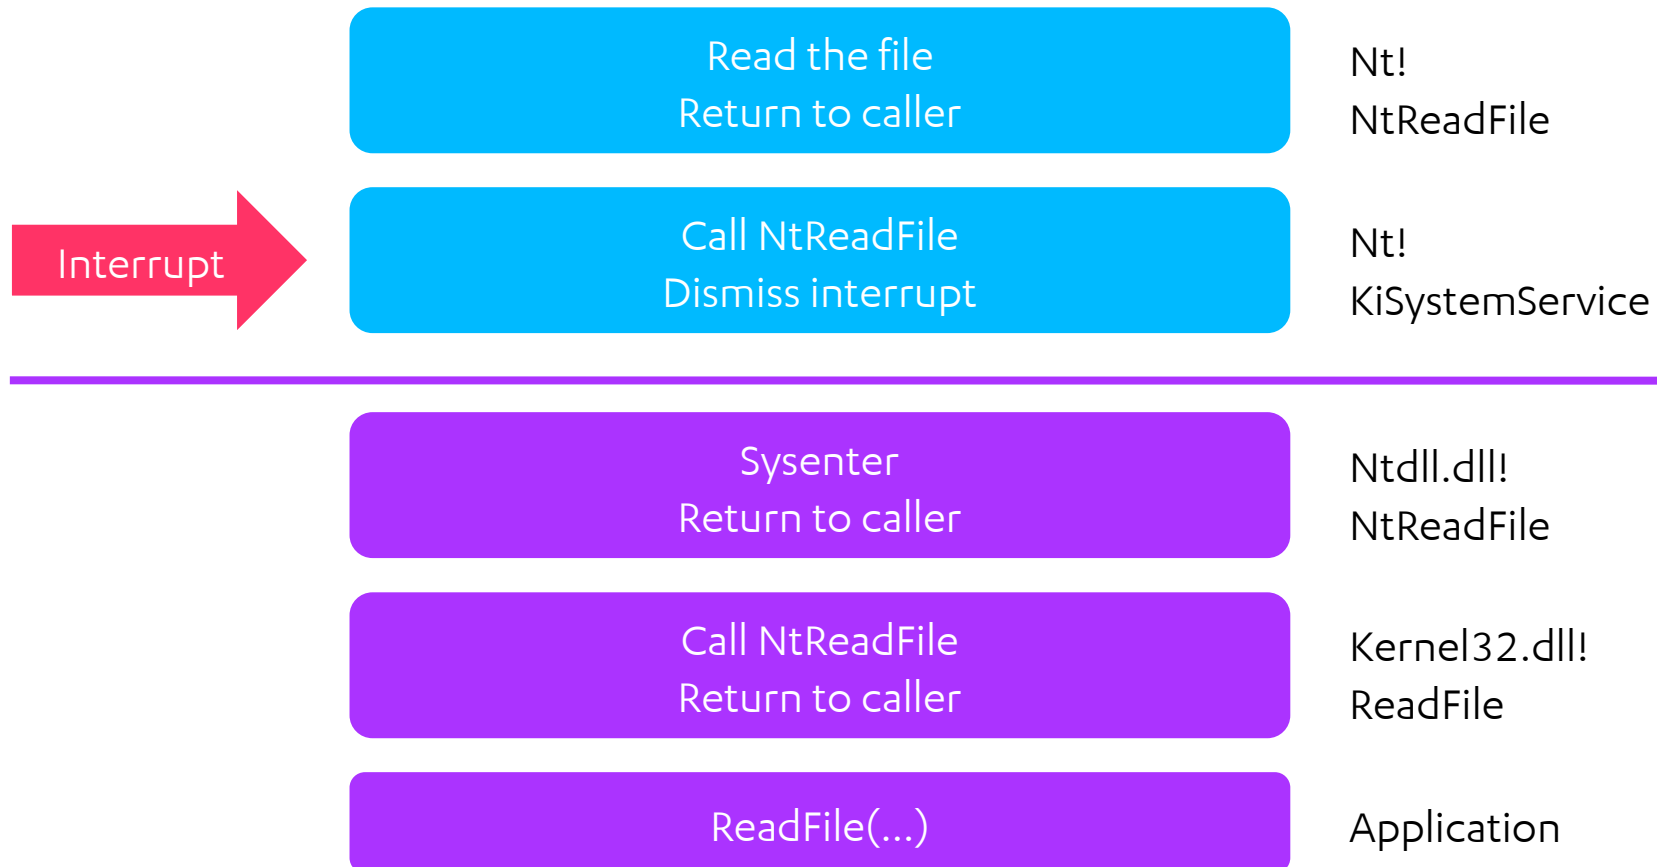 Read the file
Return to caller
Nt!
NtReadFile
Interrupt
Call NtReadFile
Dismiss interrupt
Nt!
KiSystemService
Sysenter
Return to caller
Ntdll.dll!
NtReadFile
Call NtReadFile
Return to caller
Kernel32.dll!
ReadFile
ReadFile(...)
Application